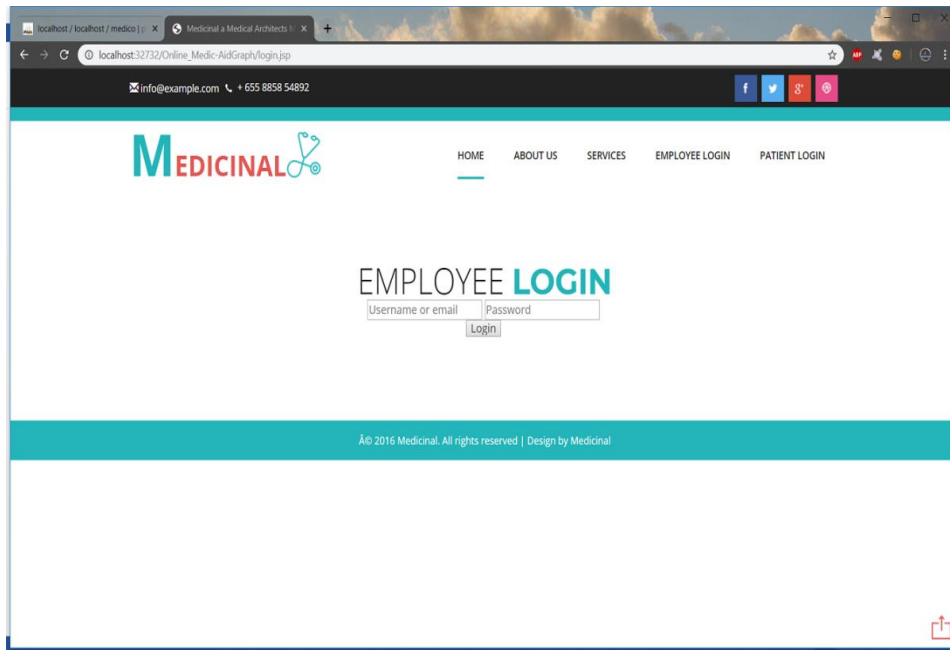 localhost / localhost / medico | p
Medicinal a Medical Architects
localhost:32732/Online_Medic-AidGraph/login.jsp
ABP
info@example.com + 655 8858 54892
MEDICINAL
HOME ABOUT US SERVICES EMPLOYEE LOGIN PATIENT LOGIN
EMPLOYEE LOGIN
Username or email Password
Login
Â© 2016 Medicinal. All rights reserved | Design by Medicinal